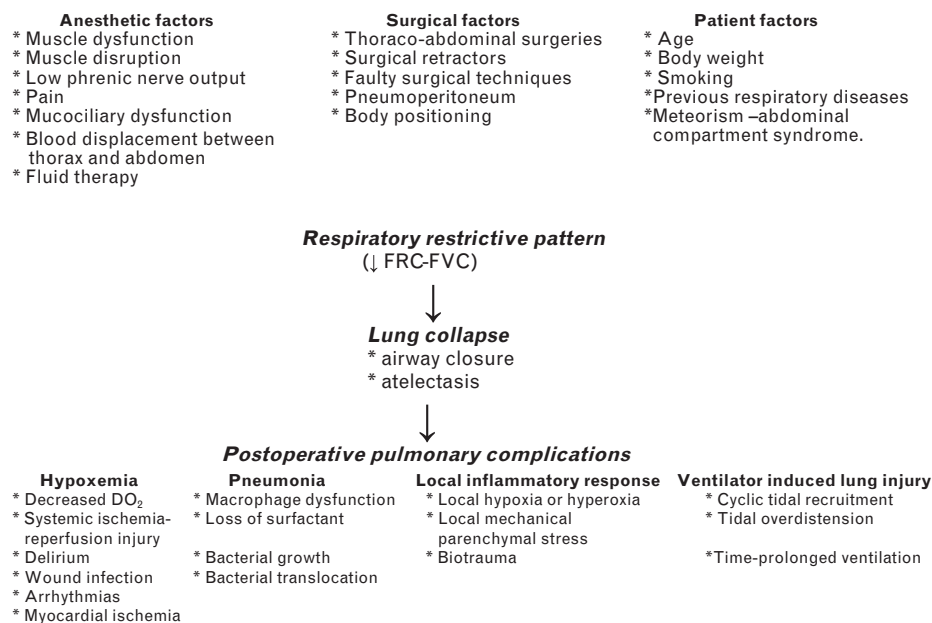 Anesthetic factors
* Muscle dysfunction
* Muscle disruption
* Low phrenic nerve output
* Pain
* Mucociliary dysfunction
* Blood displacement between
thorax and abdomen
* Fluid therapy
Surgical factors
* Thoraco-abdominal surgeries
* Surgical retractors
* Faulty surgical techniques
* Pneumoperitoneum
* Body positioning
Patient factors
* Age
* Body weight
* Smoking
*Previous respiratory diseases
*Meteorism –abdominal
compartment syndrome.
Respiratory restrictive pattern
(↓ FRC-FVC)
Lung collapse
* airway closure
* atelectasis
Postoperative pulmonary complications
Hypoxemia
* Decreased DO₂
* Systemic ischemia-
reperfusion injury
* Delirium
* Wound infection
* Arrhythmias
* Myocardial ischemia
Pneumonia
* Macrophage dysfunction
* Loss of surfactant
* Bacterial growth
* Bacterial translocation
Local inflammatory response
* Local hypoxia or hyperoxia
* Local mechanical
parenchymal stress
* Biotrauma
Ventilator induced lung injury
* Cyclic tidal recruitment
* Tidal overdistension
*Time-prolonged ventilation